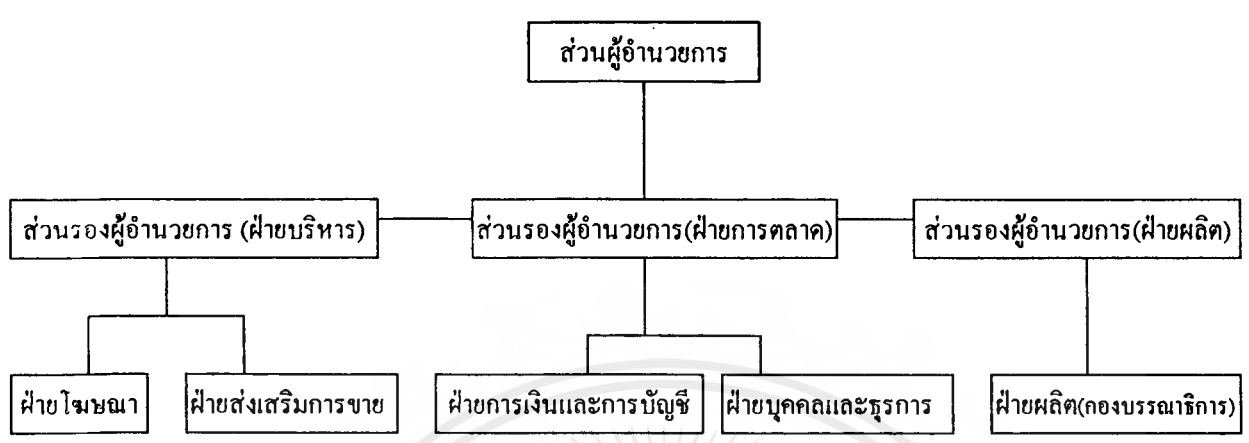 ส่วนผู้อำนวยการ
ส่วนรองผู้อำนวยการ (ฝ่ายบริหาร)
ส่วนรองผู้อำนวยการ(ฝ่ายการตลาด)
ส่วนรองผู้อำนวยการ(ฝ่ายผลิต)
ฝ่ายโฆษณา
ฝ่ายส่งเสริมการขาย
ฝ่ายการเงินและการบัญชี
ฝ่ายบุคคลและธุรการ
ฝ่ายผลิต(กองบรรณาธิการ)